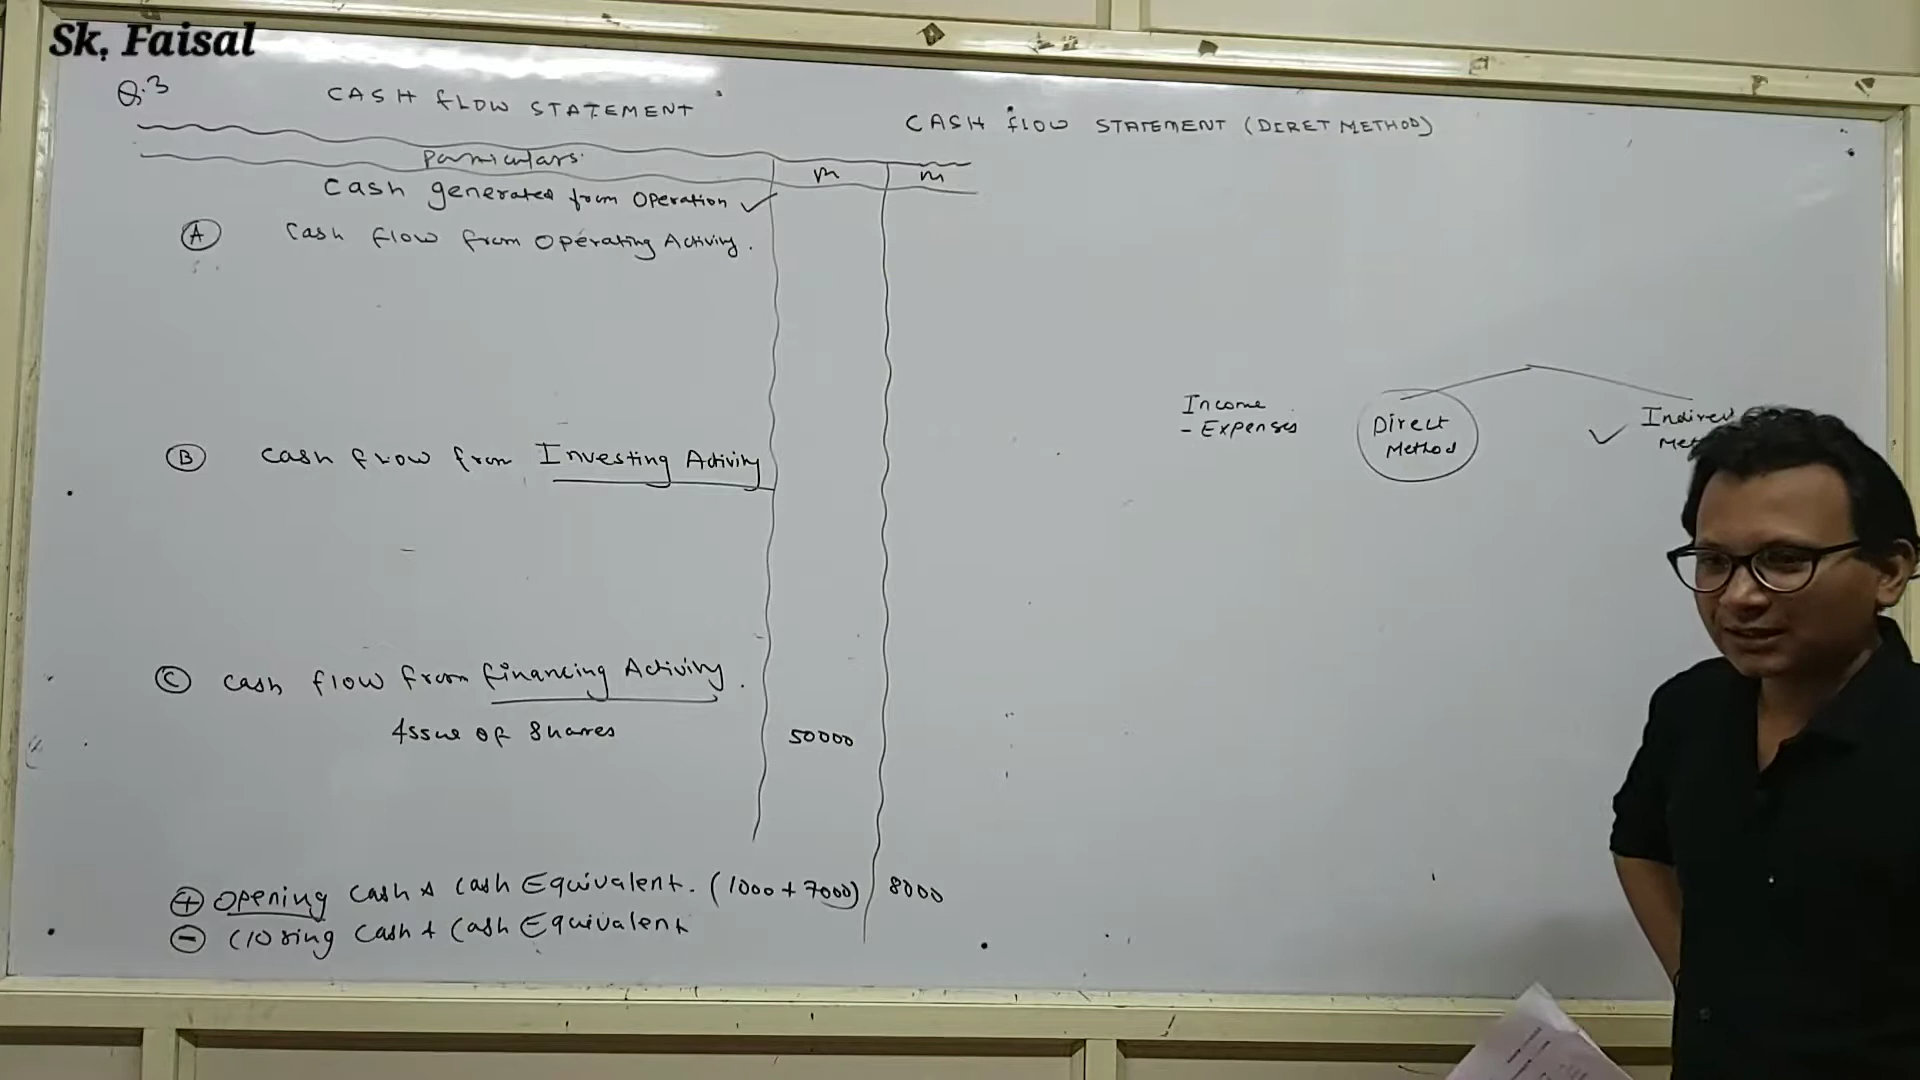 Sk, Faisal
Q.3
CASH FLOW STATEMENT
CASH FLOW STATEMENT (DIRET METHOD)
Particulars
Cash generated from Operation ✓
A Cash flow from Operating Activity.
Income
- Expenses
Direct
Method
✓ Indirect
B Cash flow from Investing Activity
C Cash flow from financing Activity.
Issue of Shares 50000
+ Opening Cash & Cash Equivalent. (1000 + 7000) 8000
- Closing Cash & Cash Equivalent